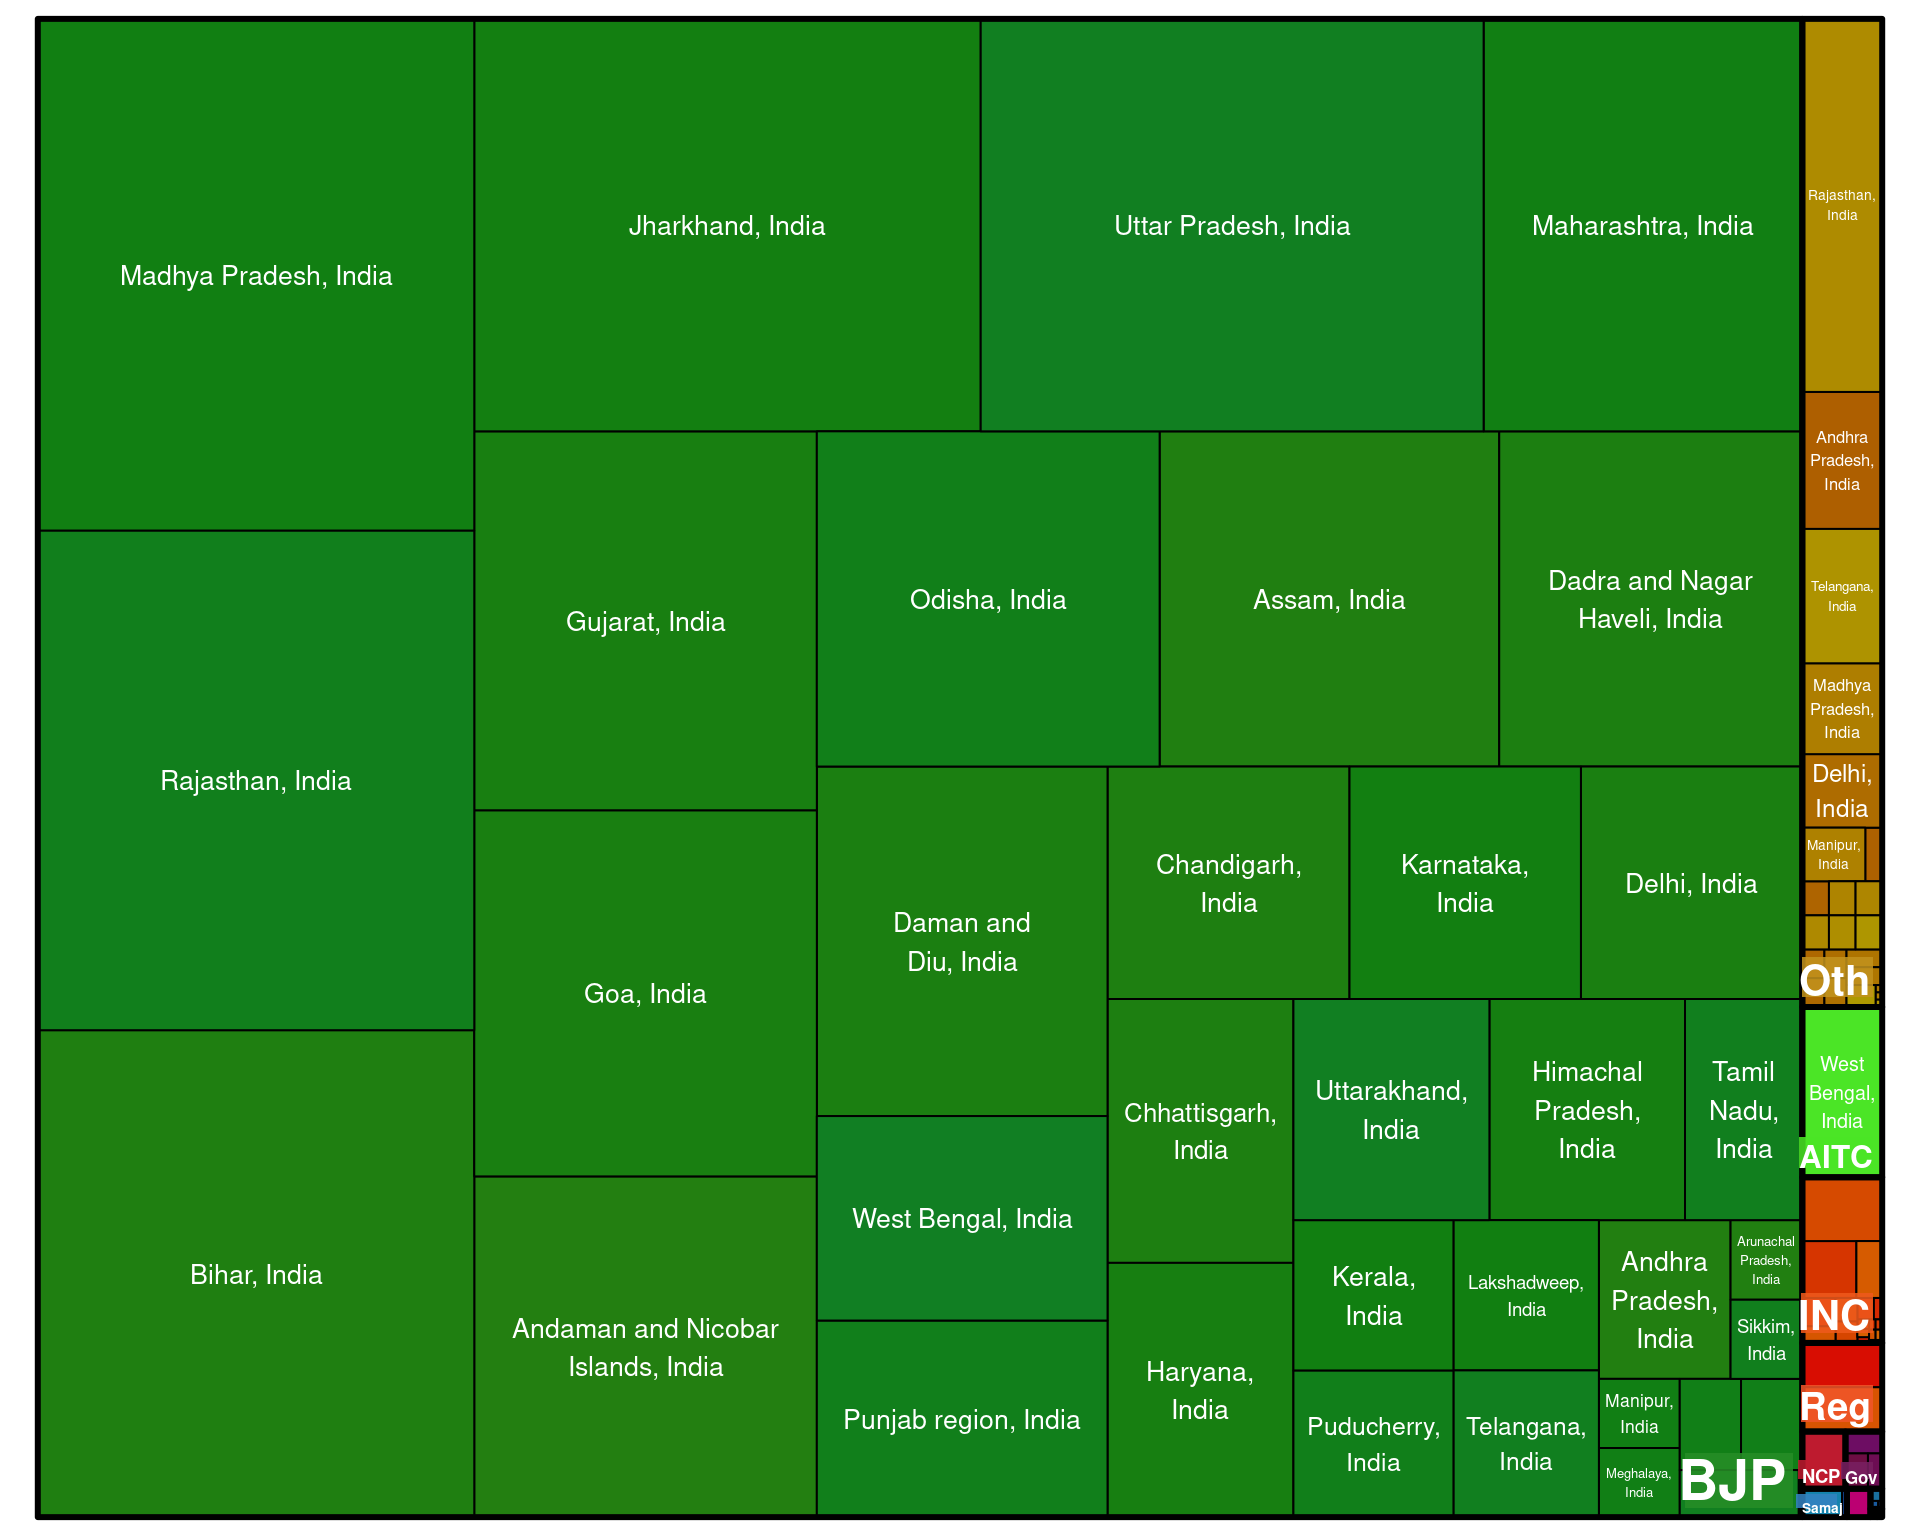 Madhya Pradesh, India
Rajasthan, India
Bihar, India
Jharkhand, India
Uttar Pradesh, India
Maharashtra, India
Gujarat, India
Goa, India
Andaman and Nicobar
Islands, India
Odisha, India
Assam, India
Dadra and Nagar
Haveli, India
Daman and
Diu, India
West Bengal, India
Punjab region, India
Chandigarh,
India
Karnataka,
India
Delhi, India
Chhattisgarh,
India
Haryana,
India
Uttarakhand,
India
Himachal
Pradesh,
India
Tamil
Nadu,
India
Kerala,
India
Lakshadweep,
India
Puducherry,
India
Telangana,
India
Andhra
Pradesh,
India
Arunachal
Pradesh,
India
Sikkim,
India
Manipur,
India
Meghalaya,
India
BJP
Rajasthan,
India
Andhra
Pradesh,
India
Telangana,
India
Madhya
Pradesh,
India
Delhi,
India
Manipur,
India
Oth
West
Bengal,
India
AITC
INC
Reg
NCP
Gov
Samaj